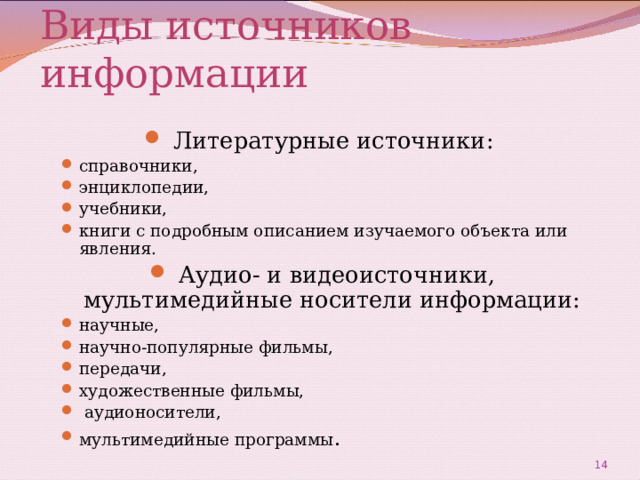 Виды источников
информации
Литературные источники:
справочники,
энциклопедии,
учебники,
книги с подробным описанием изучаемого объекта или
явления.
Аудио- и видеоисточники,
мультимедийные носители информации:
научные,
научно-популярные фильмы,
передачи,
художественные фильмы,
аудионосители,
мультимедийные программы.
14